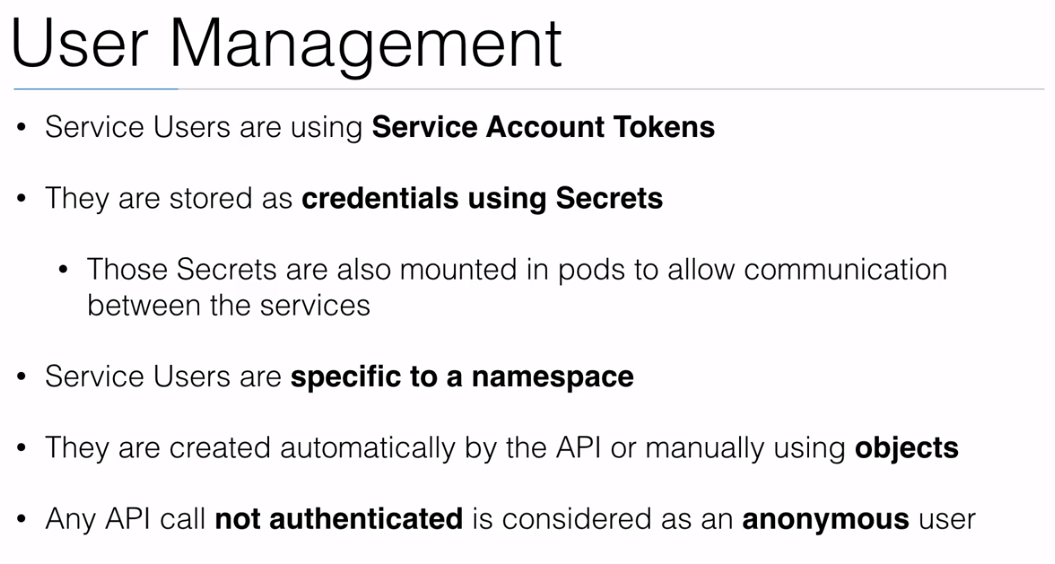 User Management
• Service Users are using Service Account Tokens
• They are stored as credentials using Secrets
• Those Secrets are also mounted in pods to allow communication
between the services
• Service Users are specific to a namespace
• They are created automatically by the API or manually using objects
• Any API call not authenticated is considered as an anonymous user